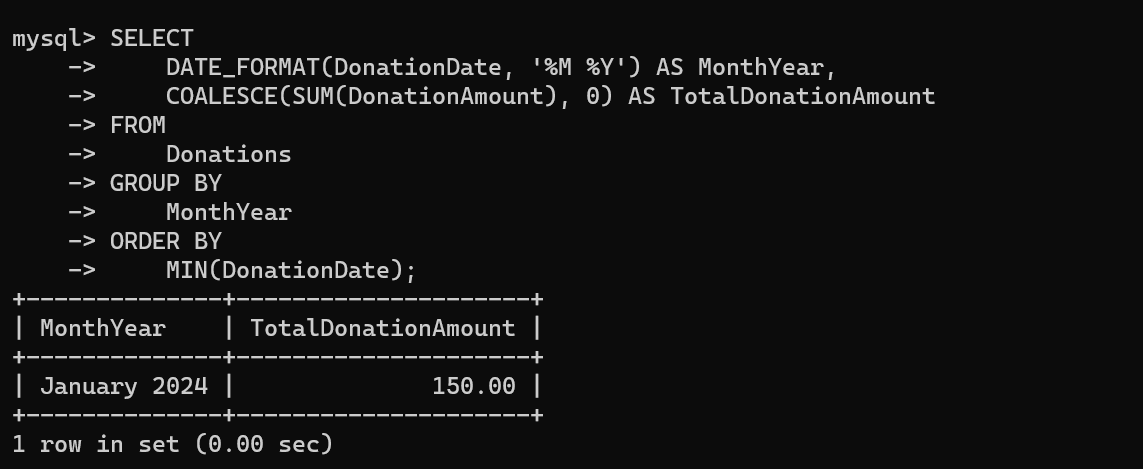 mysql> SELECT
    ->     DATE_FORMAT(DonationDate, '%M %Y') AS MonthYear,
    ->     COALESCE(SUM(DonationAmount), 0) AS TotalDonationAmount
    -> FROM
    ->     Donations
    -> GROUP BY
    ->     MonthYear
    -> ORDER BY
    ->     MIN(DonationDate);
+--------------+---------------------+
| MonthYear    | TotalDonationAmount |
+--------------+---------------------+
| January 2024 |              150.00 |
+--------------+---------------------+
1 row in set (0.00 sec)